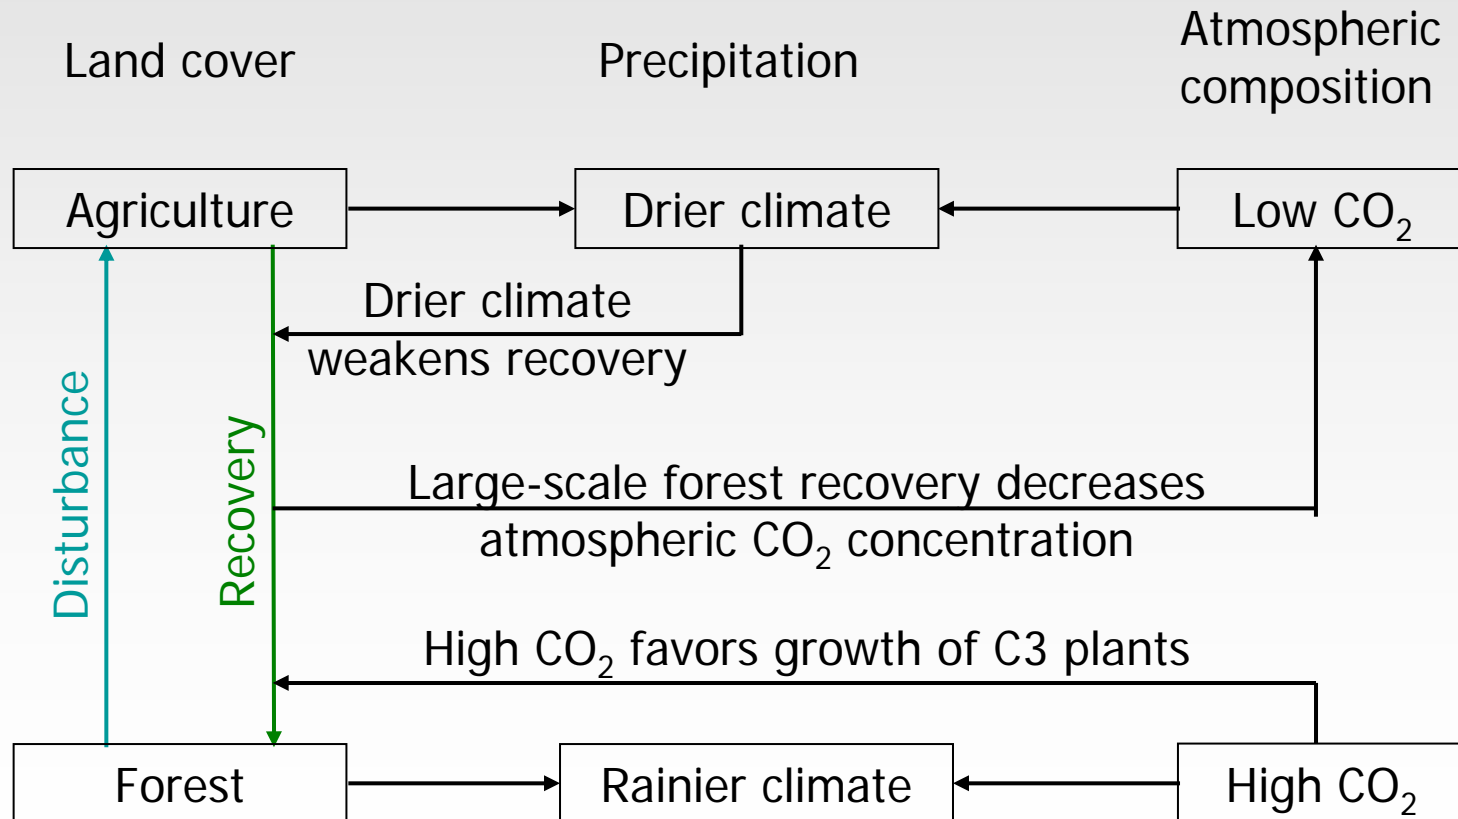 Land cover
Precipitation
Atmospheric
composition
Agriculture
Drier climate
Low CO₂
Drier climate
weakens recovery
Disturbance
Recovery
Large-scale forest recovery decreases
atmospheric CO₂ concentration
High CO₂ favors growth of C3 plants
Forest
Rainier climate
High CO₂